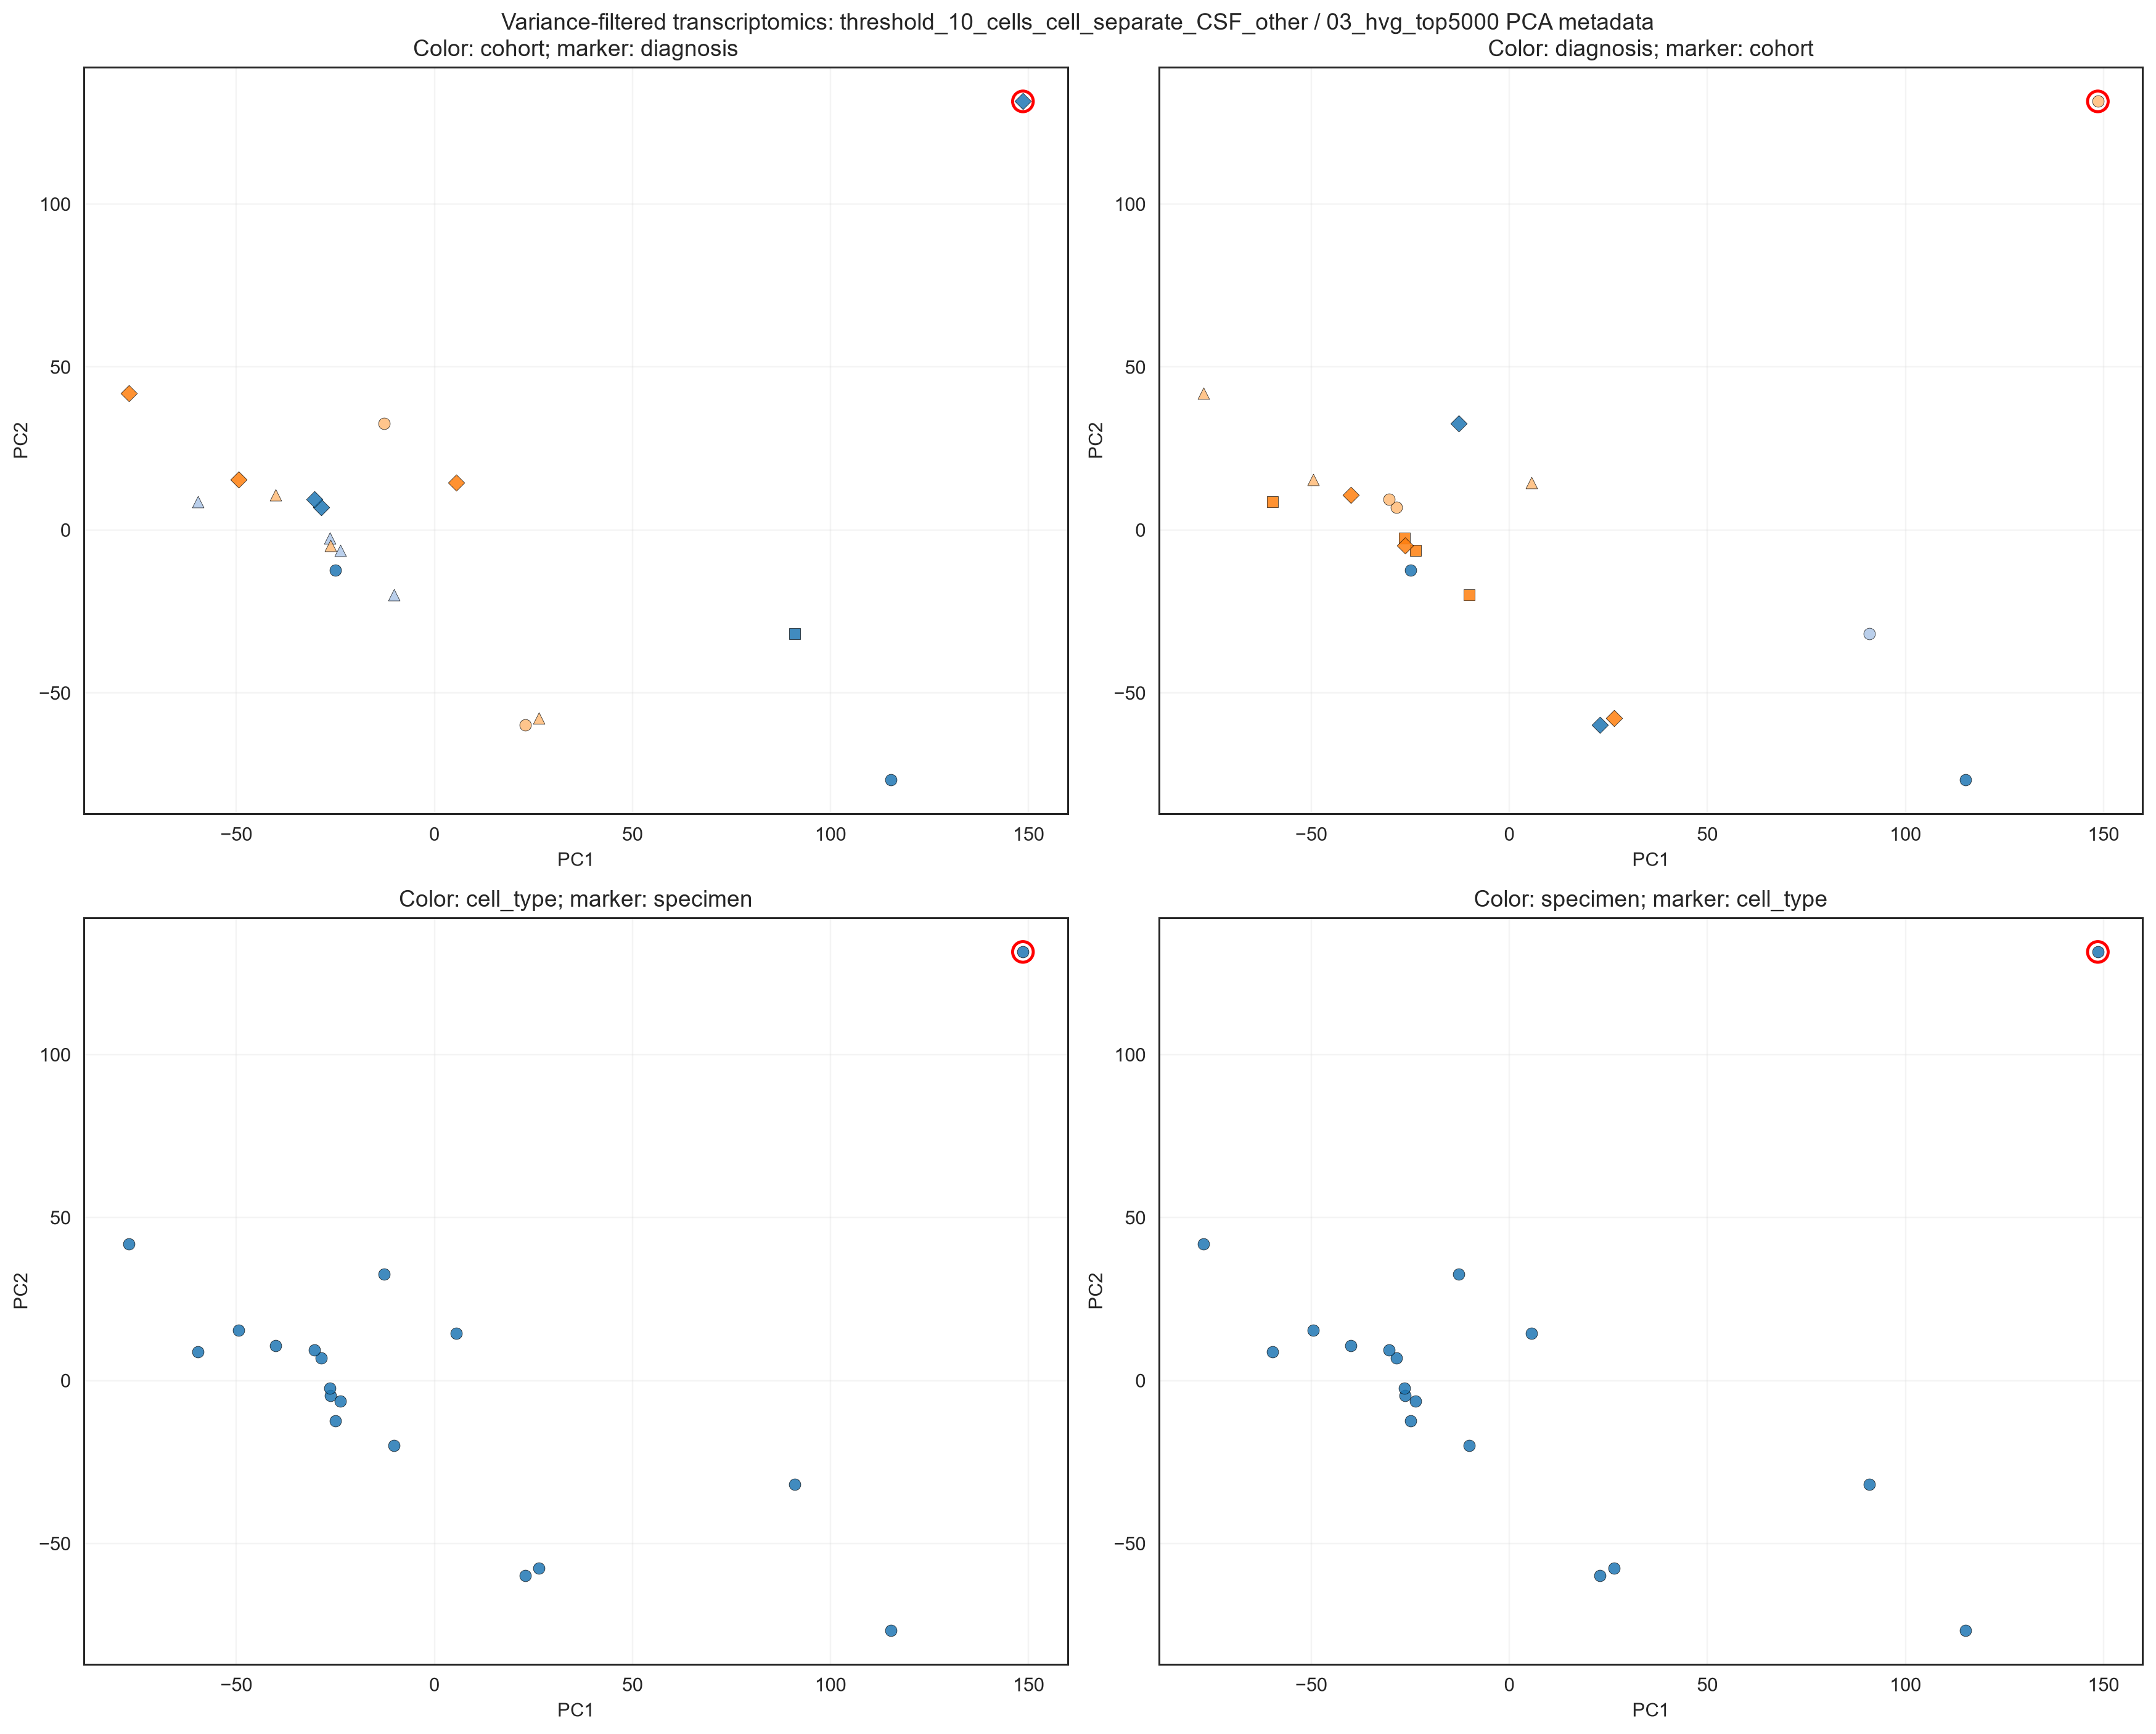 Variance-filtered transcriptomics: threshold_10_cells_cell_separate_CSF_other / 03_hvg_top5000 PCA metadata
Color: cohort; marker: diagnosis
100
50
0
−50
PC2
−50 0 50 100 150
PC1
Color: diagnosis; marker: cohort
100
50
0
−50
PC2
−50 0 50 100 150
PC1
Color: cell_type; marker: specimen
100
50
0
−50
PC2
−50 0 50 100 150
PC1
Color: specimen; marker: cell_type
100
50
0
−50
PC2
−50 0 50 100 150
PC1